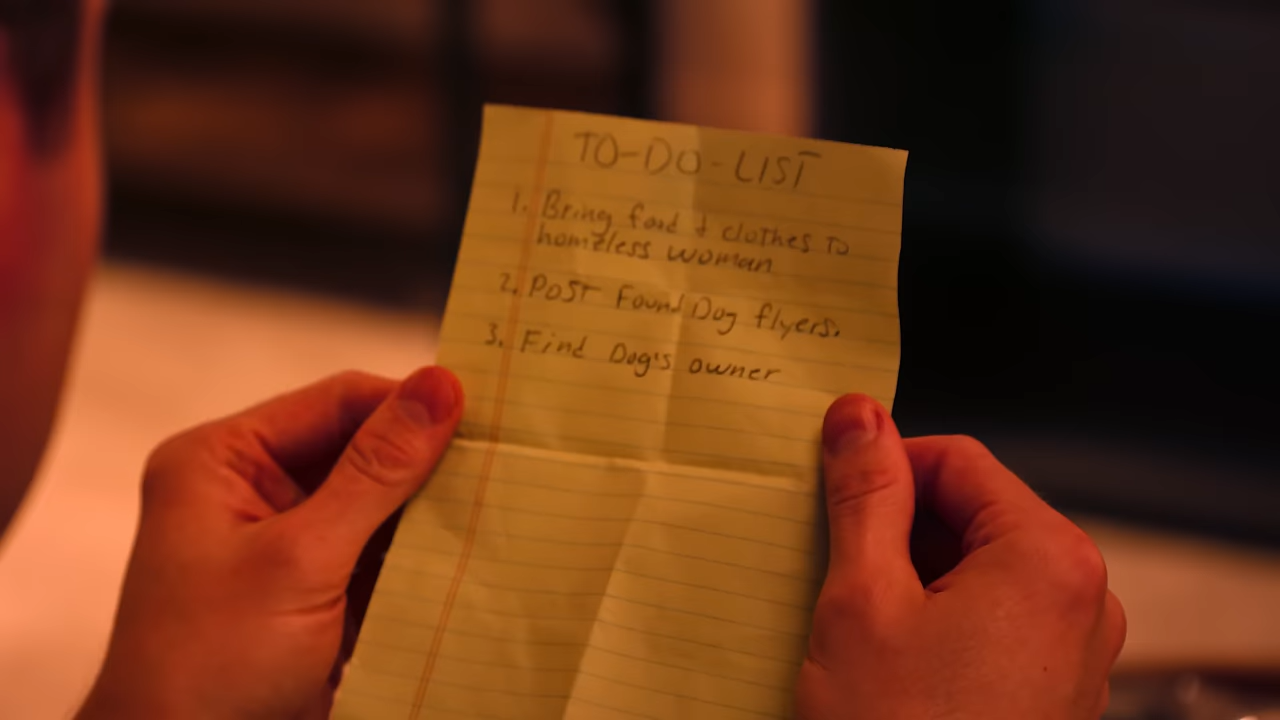 TO-DO-LIST
1. Bring food & clothes to
homeless woman
2. POST Found Dog flyers.
3. Find Dog's owner